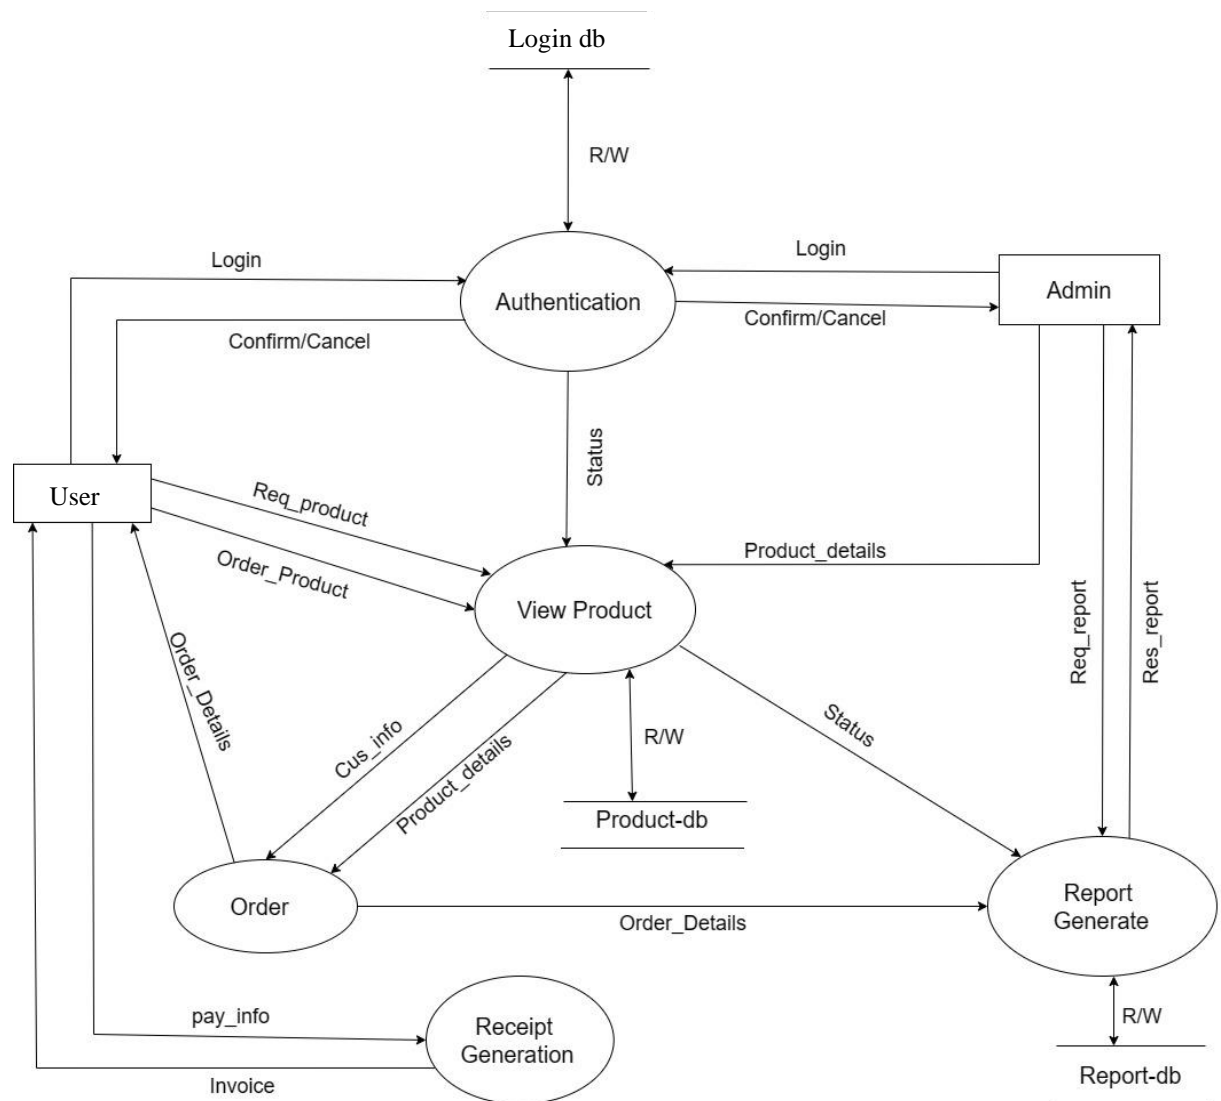 Login db
R/W
Login
Login
Authentication
Admin
Confirm/Cancel
Confirm/Cancel
Status
User
Req_product
Order_Product
Product_details
View Product
Req_report
Res_report
Order_Details
Cus_info
Product_details
R/W
Status
Product-db
Order
Report
Generate
Order_Details
pay_info
Receipt
Generation
R/W
Invoice
Report-db